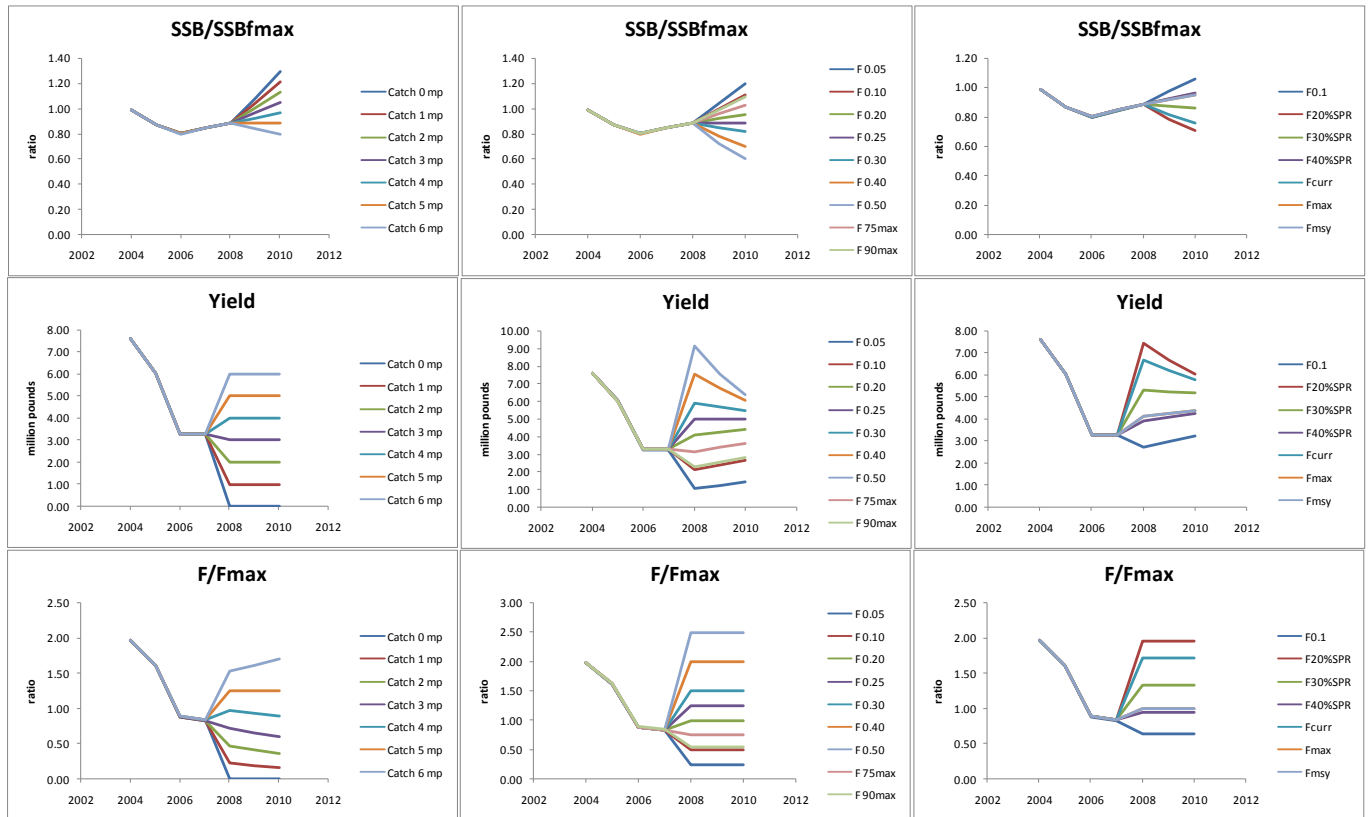 SSB/SSBfmax
1.40
1.20
1.00
0.80
0.60
0.40
0.20
0.00
ratio
2002 2004 2006 2008 2010 2012
Catch 0 mp
Catch 1 mp
Catch 2 mp
Catch 3 mp
Catch 4 mp
Catch 5 mp
Catch 6 mp
SSB/SSBfmax
1.40
1.20
1.00
0.80
0.60
0.40
0.20
0.00
ratio
2002 2004 2006 2008 2010 2012
F 0.05
F 0.10
F 0.20
F 0.25
F 0.30
F 0.40
F 0.50
F 75max
F 90max
SSB/SSBfmax
1.20
1.00
0.80
0.60
0.40
0.20
0.00
ratio
2002 2004 2006 2008 2010 2012
F0.1
F20%SPR
F30%SPR
F40%SPR
Fcurr
Fmax
Fmsy
Yield
8.00
7.00
6.00
5.00
4.00
3.00
2.00
1.00
0.00
million pounds
2002 2004 2006 2008 2010 2012
Catch 0 mp
Catch 1 mp
Catch 2 mp
Catch 3 mp
Catch 4 mp
Catch 5 mp
Catch 6 mp
Yield
10.00
9.00
8.00
7.00
6.00
5.00
4.00
3.00
2.00
1.00
0.00
million pounds
2002 2004 2006 2008 2010 2012
F 0.05
F 0.10
F 0.20
F 0.25
F 0.30
F 0.40
F 0.50
F 75max
F 90max
Yield
8.00
7.00
6.00
5.00
4.00
3.00
2.00
1.00
0.00
million pounds
2002 2004 2006 2008 2010 2012
F0.1
F20%SPR
F30%SPR
F40%SPR
Fcurr
Fmax
Fmsy
F/Fmax
2.50
2.00
1.50
1.00
0.50
0.00
ratio
2002 2004 2006 2008 2010 2012
Catch 0 mp
Catch 1 mp
Catch 2 mp
Catch 3 mp
Catch 4 mp
Catch 5 mp
Catch 6 mp
F/Fmax
3.00
2.50
2.00
1.50
1.00
0.50
0.00
ratio
2002 2004 2006 2008 2010 2012
F 0.05
F 0.10
F 0.20
F 0.25
F 0.30
F 0.40
F 0.50
F 75max
F 90max
F/Fmax
2.50
2.00
1.50
1.00
0.50
0.00
ratio
2002 2004 2006 2008 2010 2012
F0.1
F20%SPR
F30%SPR
F40%SPR
Fcurr
Fmax
Fmsy